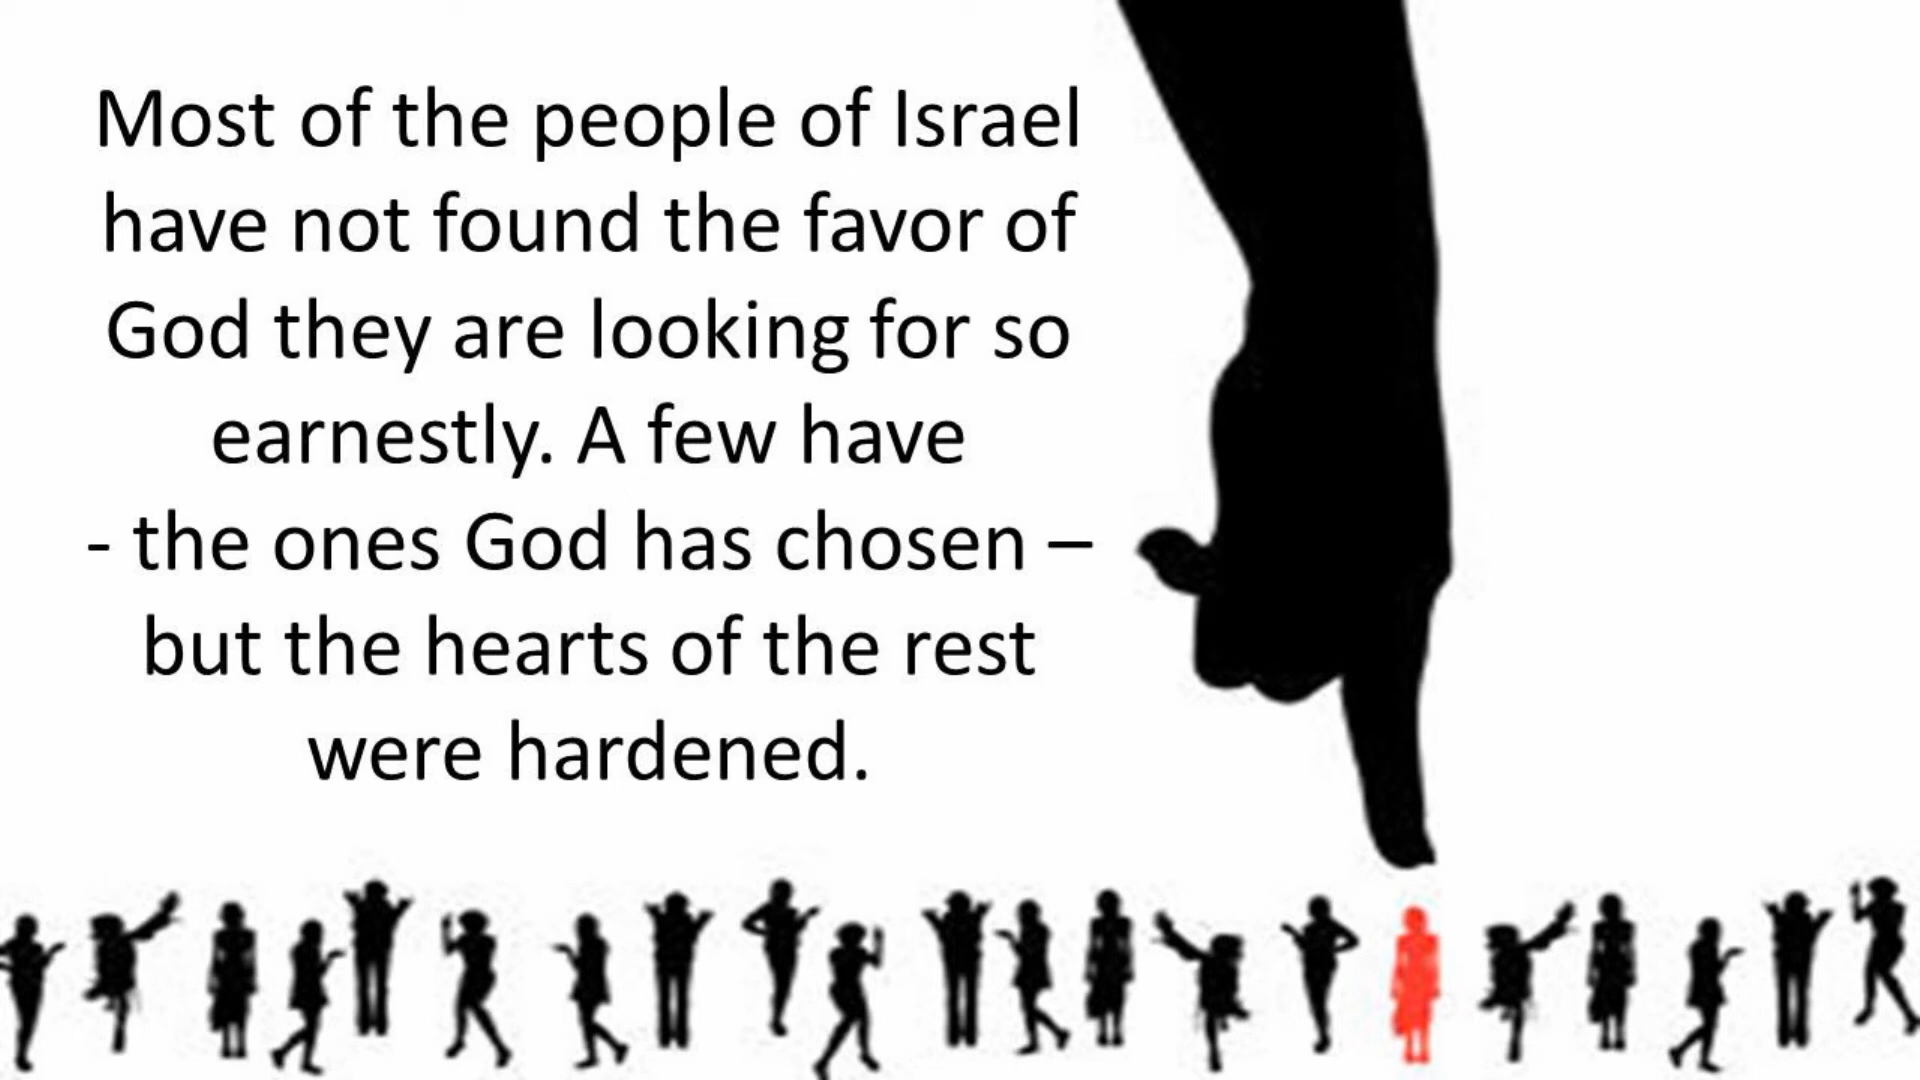 Most of the people of Israel
have not found the favor of
God they are looking for so
earnestly. A few have
- the ones God has chosen –
but the hearts of the rest
were hardened.